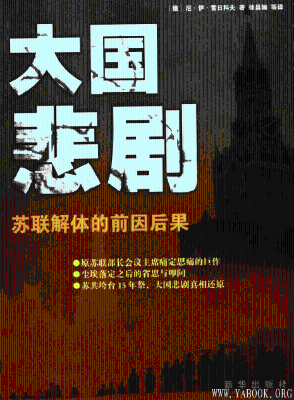 [俄]尼·伊·雷日科夫 著 徐昌翰 等译
大国
悲剧
苏联解体的前因后果
●原苏联部长会议主席痛定思痛的巨作
●尘埃落定之后的省思与叩问
●苏共垮台15年祭,大国悲剧真相还原
新华出版社
WWW.YABOOK.ORG